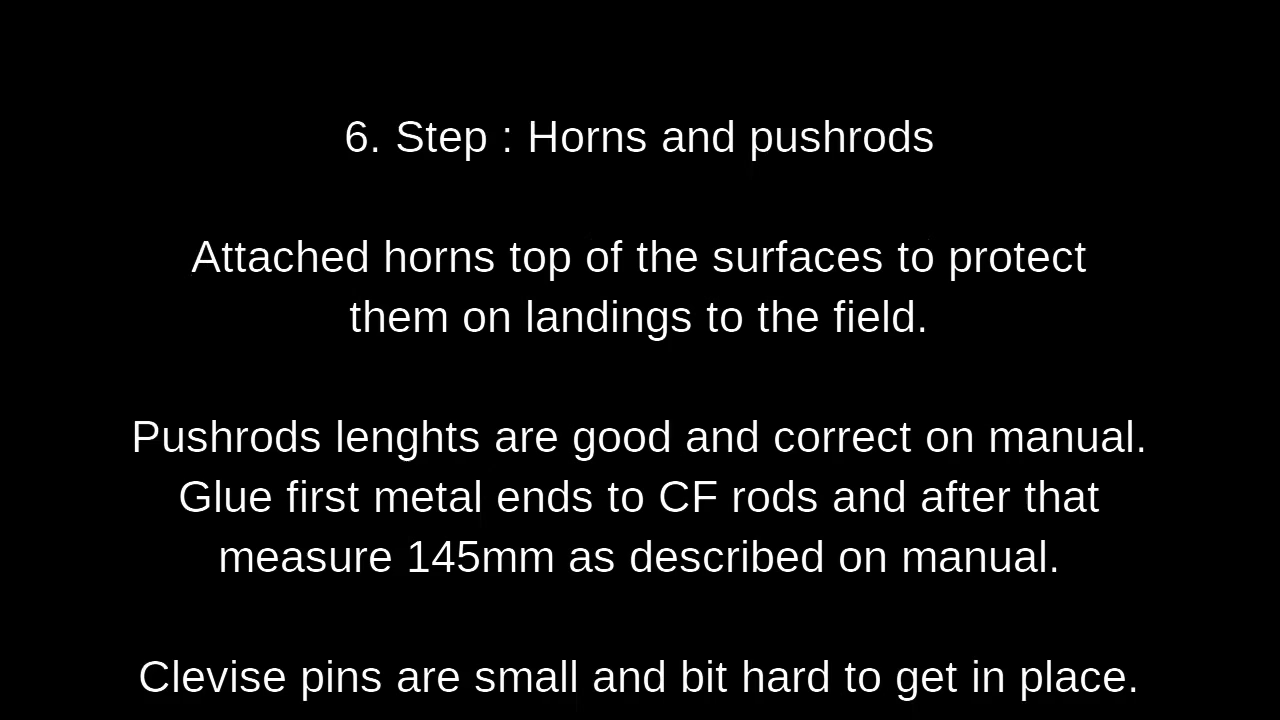 6. Step : Horns and pushrods
Attached horns top of the surfaces to protect
them on landings to the field.
Pushrods lenghts are good and correct on manual.
Glue first metal ends to CF rods and after that
measure 145mm as described on manual.
Clevise pins are small and bit hard to get in place.